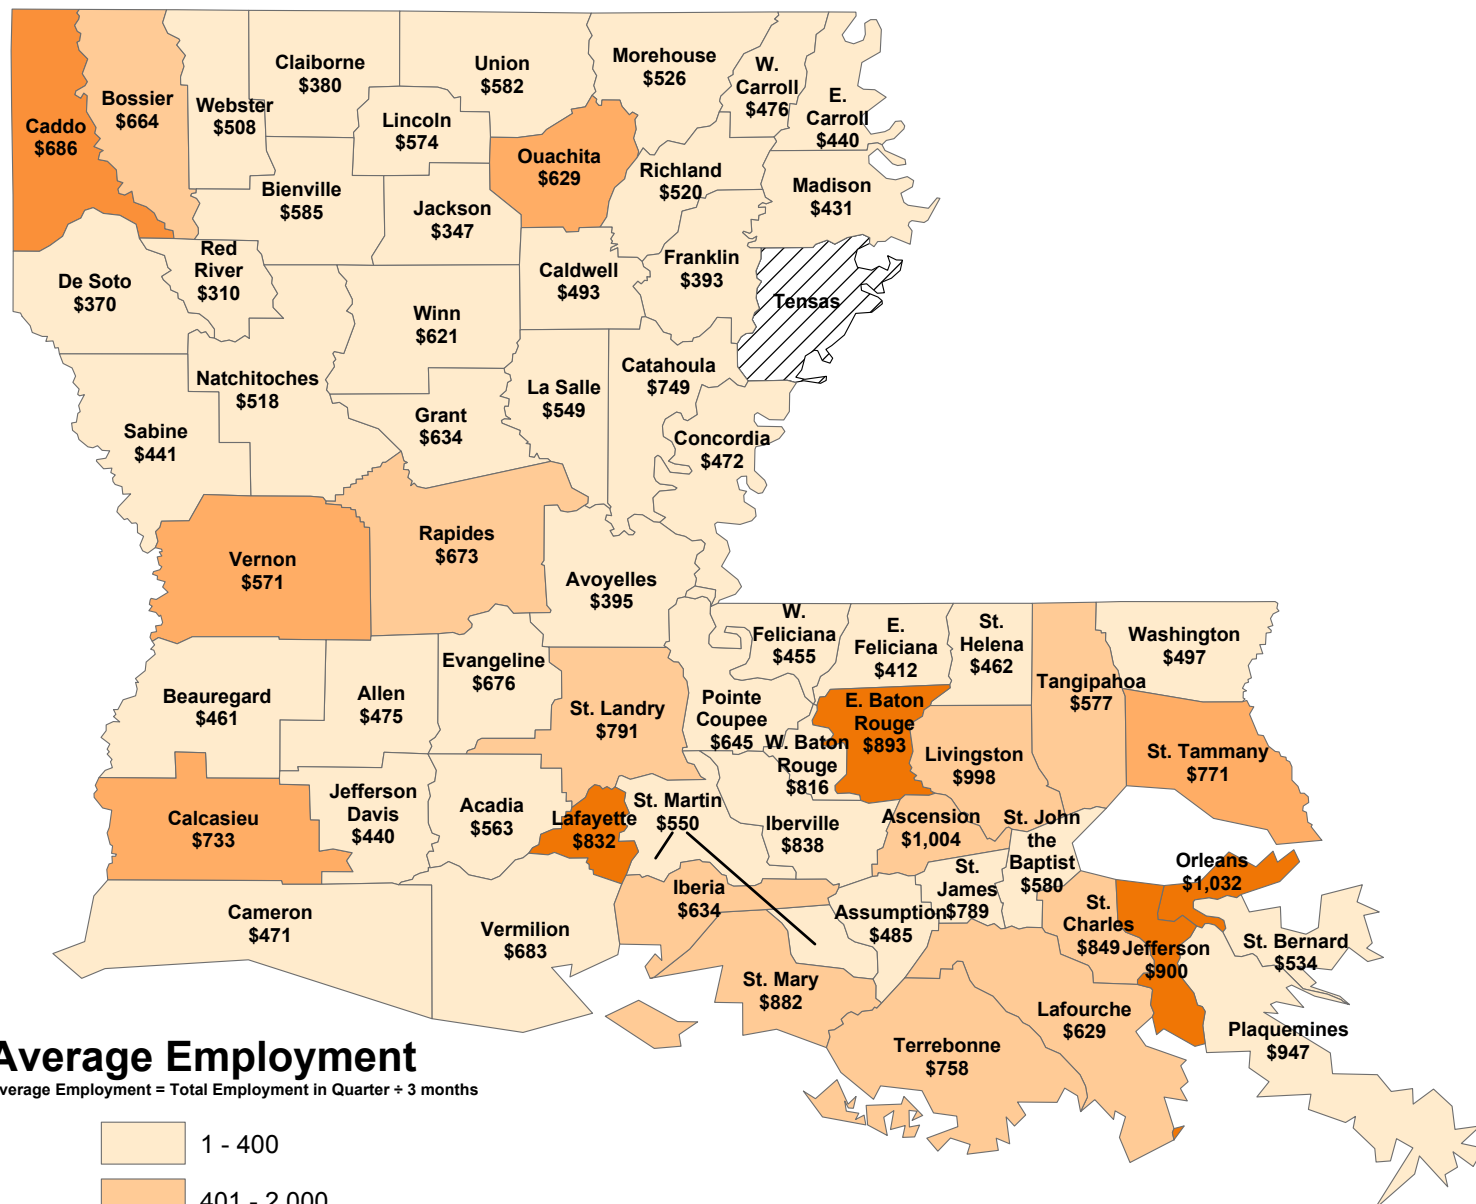 Claiborne
$380
Union
$582
Morehouse
$526
W.
Carroll
$476
E.
Carroll
$440
Bossier
$664
Webster
$508
Caddo
$686
Lincoln
$574
Ouachita
$629
Richland
$520
Madison
$431
Bienville
$585
Jackson
$347
Red
River
$310
De Soto
$370
Caldwell
$493
Franklin
$393
Tensas
Winn
$621
Natchitoches
$518
La Salle
$549
Catahoula
$749
Grant
$634
Sabine
$441
Concordia
$472
Vernon
$571
Rapides
$673
Avoyelles
$395
W.
Feliciana
$455
E.
Feliciana
$412
St.
Helena
$462
Washington
$497
Tangipahoa
$577
Beauregard
$461
Allen
$475
Evangeline
$676
St. Landry
$791
Pointe
Coupee
$645
E. Baton
Rouge
$893
W. Baton
Rouge
$816
Livingston
$998
St. Tammany
$771
Calcasieu
$733
Jefferson
Davis
$440
Acadia
$563
Lafayette
$832
St. Martin
$550
Iberville
$838
Ascension
$1,004
St. John
the
Baptist
$580
St.
James
$789
Orleans
$1,032
Cameron
$471
Vermilion
$683
Iberia
$634
Assumption
$485
St.
Charles
$849
Jefferson
$900
St. Bernard
$534
St. Mary
$882
Lafourche
$629
Terrebonne
$758
Plaquemines
$947
Average Employment
verage Employment = Total Employment in Quarter ÷ 3 months
1 - 400
401 - 2,000